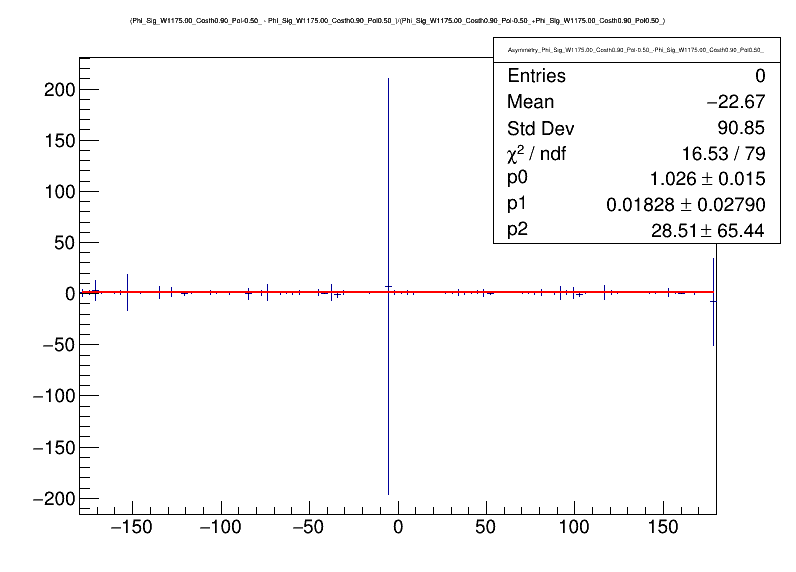 (Phi_Sig_W1175.00_Costh0.90_Pol-0.50_ - Phi_Sig_W1175.00_Costh0.90_Pol0.50_)/(Phi_Sig_W1175.00_Costh0.90_Pol-0.50_+Phi_Sig_W1175.00_Costh0.90_Pol0.50_)
Asymmetry_Phi_Sig_W1175.00_Costh0.90_Pol-0.50_-Phi_Sig_W1175.00_Costh0.90_Pol0.50_
Entries 0
Mean −22.67
Std Dev 90.85
χ² / ndf 16.53 / 79
p0 1.026 ± 0.015
p1 0.01828 ± 0.02790
p2 28.51 ± 65.44
200
150
100
50
0
−50
−100
−150
−200
−150 −100 −50 0 50 100 150